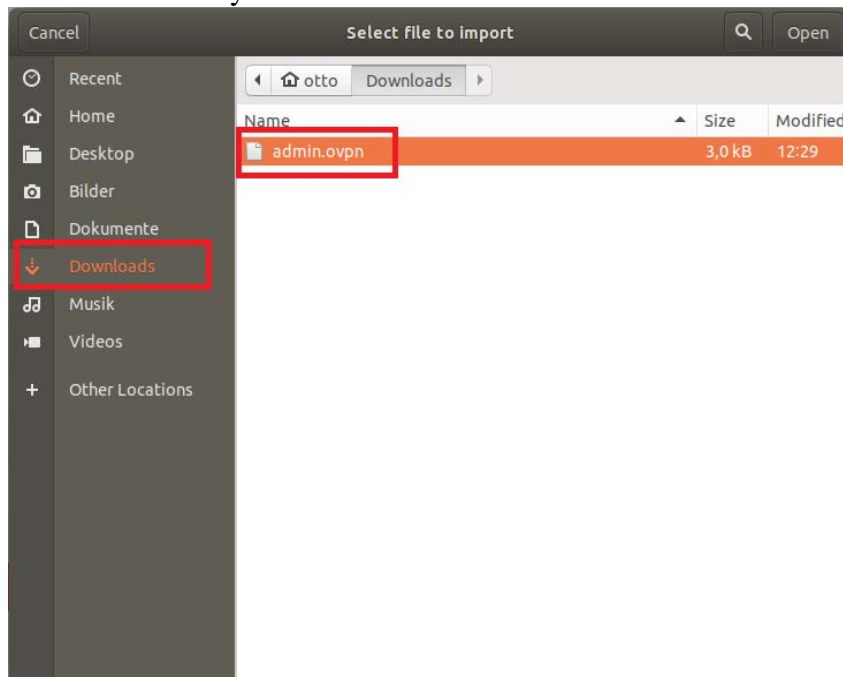 Cancel Select file to import Open
Recent otto Downloads
Home Name Size Modified
Desktop admin.ovpn 3,0 kB 12:29
Bilder
Dokumente
Downloads
Musik
Videos
+ Other Locations